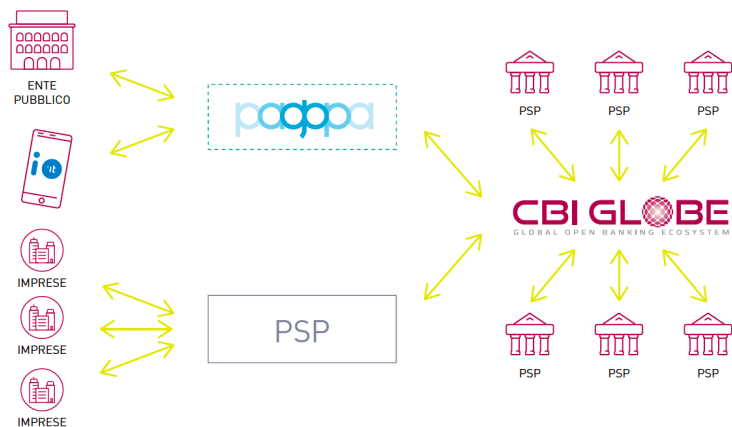 ENTE
PUBBLICO
pagopa
i o 'it
IMPRESE
IMPRESE
IMPRESE
PSP
PSP PSP PSP
CBI GLOBE
GLOBAL OPEN BANKING ECOSYSTEM
PSP PSP PSP